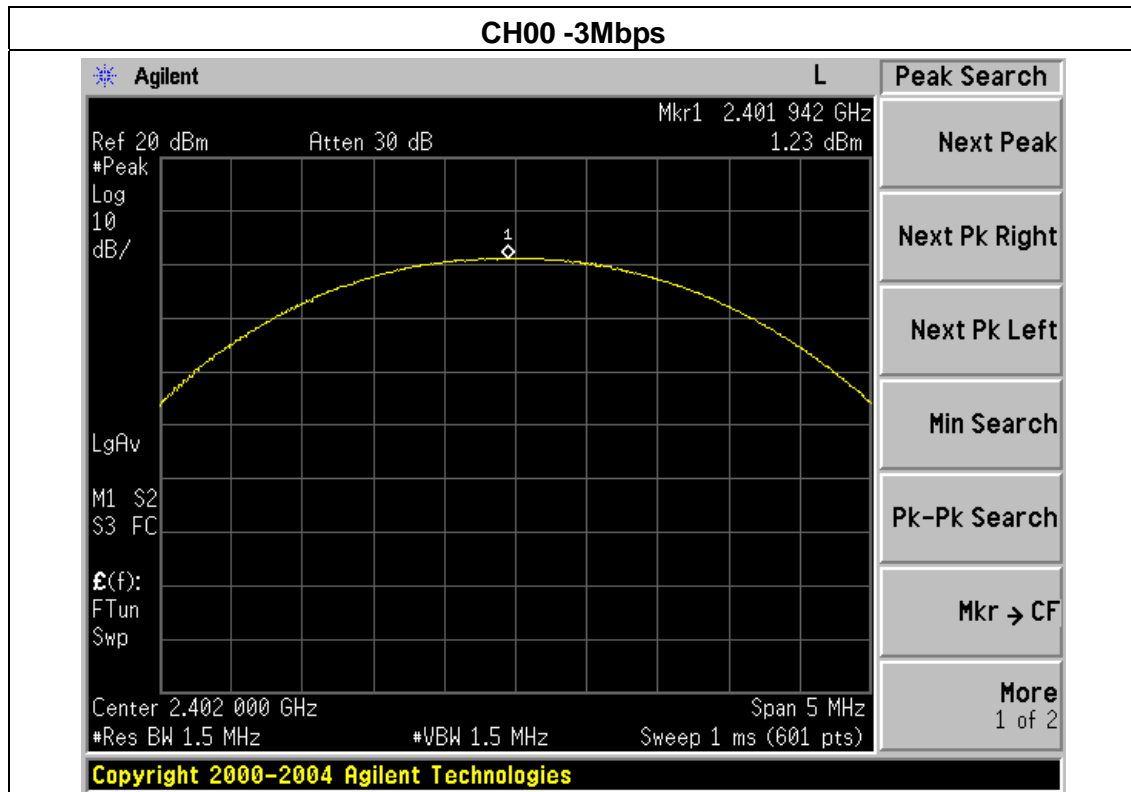 CH00 -3Mbps
Agilent L Peak Search
Mkr1 2.401 942 GHz
Ref 20 dBm Atten 30 dB 1.23 dBm
#Peak
Log
10
dB/
1
LgAv
M1 S2
S3 FC
£(f):
FTun
Swp
Center 2.402 000 GHz Span 5 MHz
#Res BW 1.5 MHz #VBW 1.5 MHz Sweep 1 ms (601 pts)
Copyright 2000-2004 Agilent Technologies
Next Peak
Next Pk Right
Next Pk Left
Min Search
Pk-Pk Search
Mkr → CF
More
1 of 2